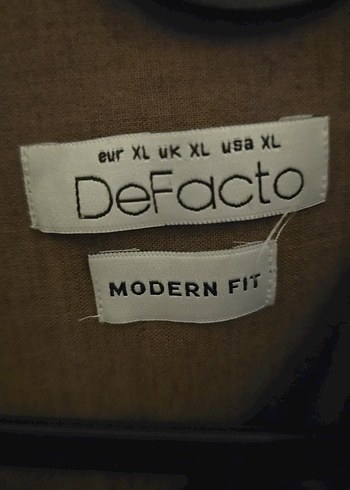 eur XL uk XL usa XL
DeFacto
MODERN FIT